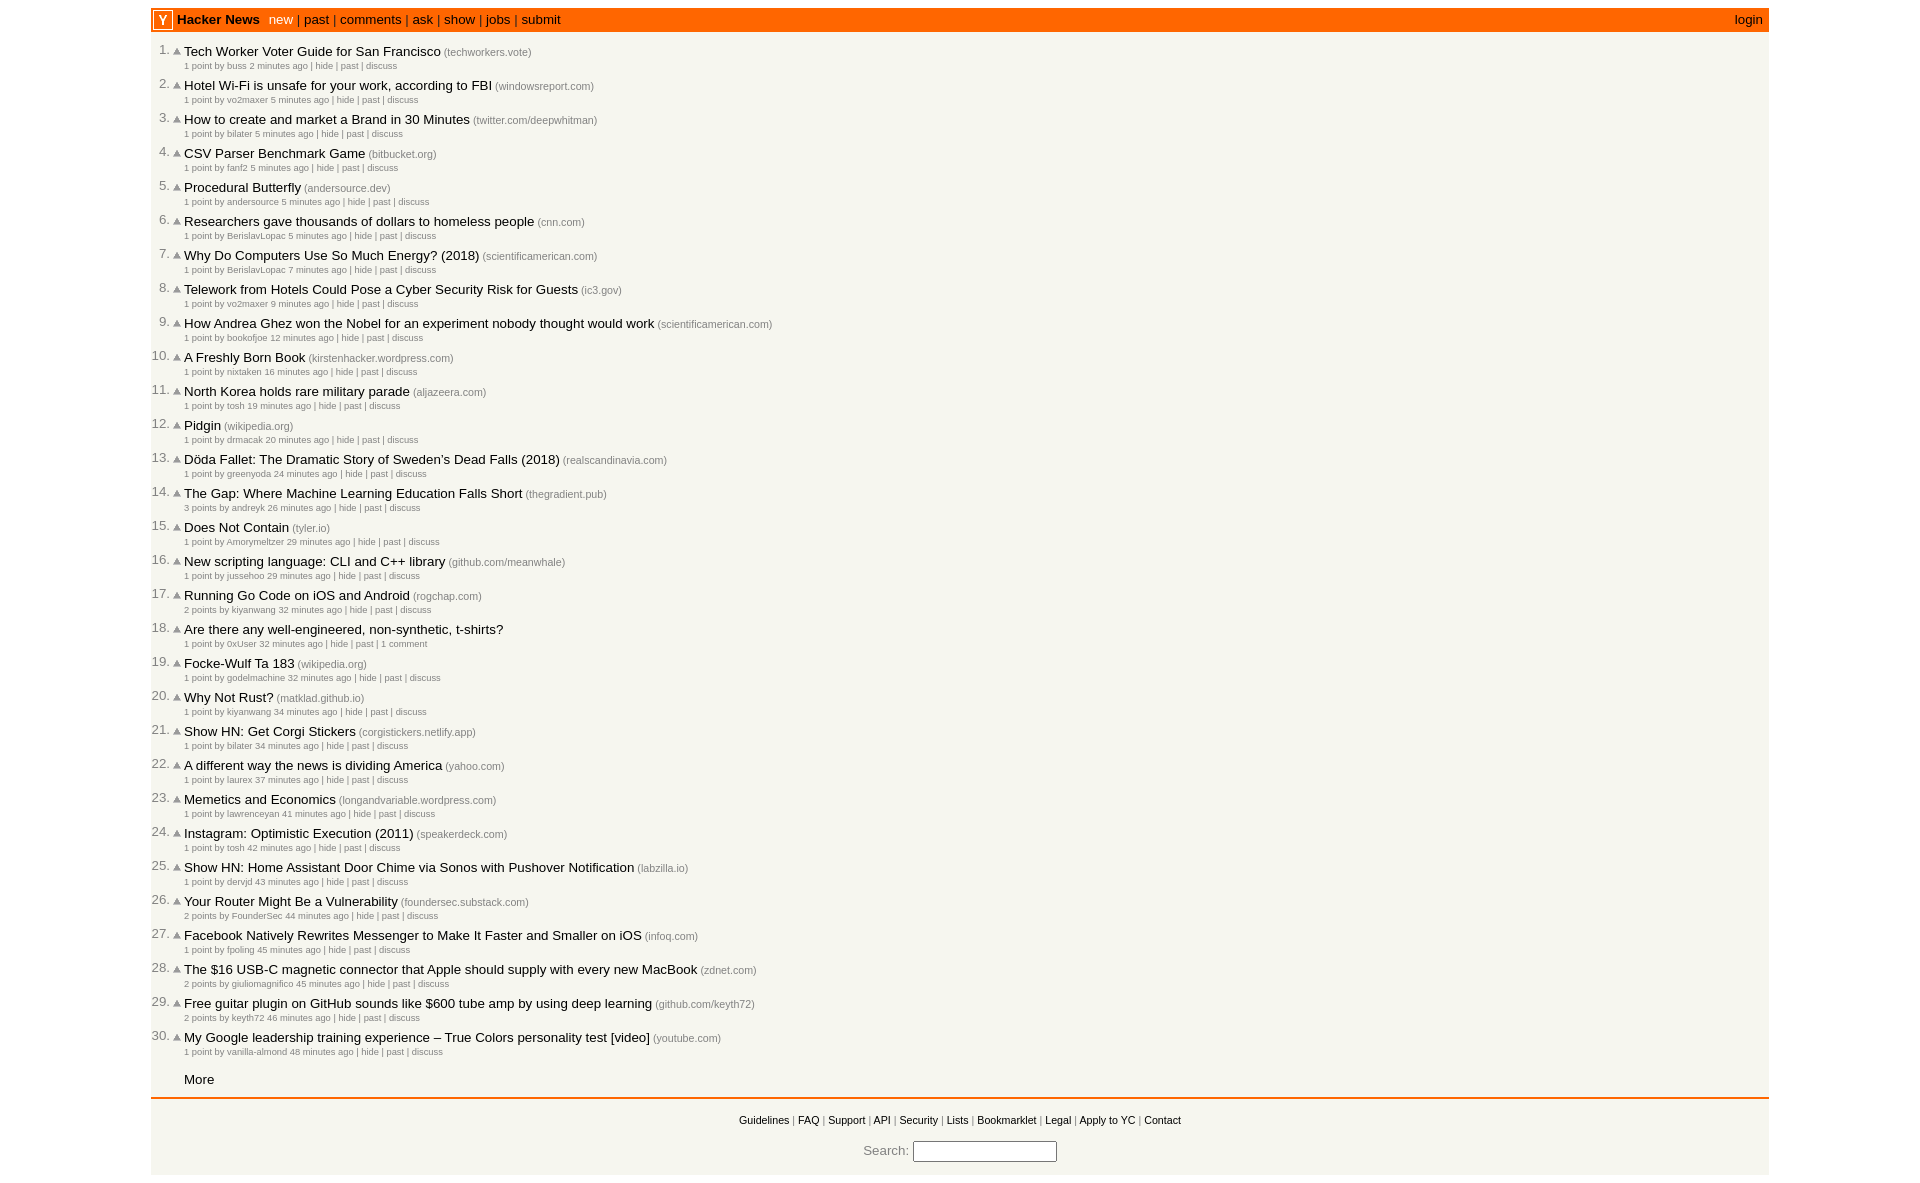 Y Hacker News new | past | comments | ask | show | jobs | submit login
1. Tech Worker Voter Guide for San Francisco (techworkers.vote)
1 point by buss 2 minutes ago | hide | past | discuss
2. Hotel Wi-Fi is unsafe for your work, according to FBI (windowsreport.com)
1 point by vo2maxer 5 minutes ago | hide | past | discuss
3. How to create and market a Brand in 30 Minutes (twitter.com/deepwhitman)
1 point by bilater 5 minutes ago | hide | past | discuss
4. CSV Parser Benchmark Game (bitbucket.org)
1 point by fanf2 5 minutes ago | hide | past | discuss
5. Procedural Butterfly (andersource.dev)
1 point by andersource 5 minutes ago | hide | past | discuss
6. Researchers gave thousands of dollars to homeless people (cnn.com)
1 point by BerislavLopac 5 minutes ago | hide | past | discuss
7. Why Do Computers Use So Much Energy? (2018) (scientificamerican.com)
1 point by BerislavLopac 7 minutes ago | hide | past | discuss
8. Telework from Hotels Could Pose a Cyber Security Risk for Guests (ic3.gov)
1 point by vo2maxer 9 minutes ago | hide | past | discuss
9. How Andrea Ghez won the Nobel for an experiment nobody thought would work (scientificamerican.com)
1 point by bookofjoe 12 minutes ago | hide | past | discuss
10. A Freshly Born Book (kirstenhacker.wordpress.com)
1 point by nixtaken 16 minutes ago | hide | past | discuss
11. North Korea holds rare military parade (aljazeera.com)
1 point by tosh 19 minutes ago | hide | past | discuss
12. Pidgin (wikipedia.org)
1 point by drmacak 20 minutes ago | hide | past | discuss
13. Döda Fallet: The Dramatic Story of Sweden’s Dead Falls (2018) (realscandinavia.com)
1 point by greenyoda 24 minutes ago | hide | past | discuss
14. The Gap: Where Machine Learning Education Falls Short (thegradient.pub)
3 points by andreyk 26 minutes ago | hide | past | discuss
15. Does Not Contain (tyler.io)
1 point by Amorymeltzer 29 minutes ago | hide | past | discuss
16. New scripting language: CLI and C++ library (github.com/meanwhale)
1 point by jussehoo 29 minutes ago | hide | past | discuss
17. Running Go Code on iOS and Android (rogchap.com)
2 points by kiyanwang 32 minutes ago | hide | past | discuss
18. Are there any well-engineered, non-synthetic, t-shirts?
1 point by 0xUser 32 minutes ago | hide | past | 1 comment
19. Focke-Wulf Ta 183 (wikipedia.org)
1 point by godelmachine 32 minutes ago | hide | past | discuss
20. Why Not Rust? (matklad.github.io)
1 point by kiyanwang 34 minutes ago | hide | past | discuss
21. Show HN: Get Corgi Stickers (corgistickers.netlify.app)
1 point by bilater 34 minutes ago | hide | past | discuss
22. A different way the news is dividing America (yahoo.com)
1 point by laurex 37 minutes ago | hide | past | discuss
23. Memetics and Economics (longandvariable.wordpress.com)
1 point by lawrenceyan 41 minutes ago | hide | past | discuss
24. Instagram: Optimistic Execution (2011) (speakerdeck.com)
1 point by tosh 42 minutes ago | hide | past | discuss
25. Show HN: Home Assistant Door Chime via Sonos with Pushover Notification (labzilla.io)
1 point by dervjd 43 minutes ago | hide | past | discuss
26. Your Router Might Be a Vulnerability (foundersec.substack.com)
2 points by FounderSec 44 minutes ago | hide | past | discuss
27. Facebook Natively Rewrites Messenger to Make It Faster and Smaller on iOS (infoq.com)
1 point by fpoling 45 minutes ago | hide | past | discuss
28. The $16 USB-C magnetic connector that Apple should supply with every new MacBook (zdnet.com)
2 points by giuliomagnifico 45 minutes ago | hide | past | discuss
29. Free guitar plugin on GitHub sounds like $600 tube amp by using deep learning (github.com/keyth72)
2 points by keyth72 46 minutes ago | hide | past | discuss
30. My Google leadership training experience – True Colors personality test [video] (youtube.com)
1 point by vanilla-almond 48 minutes ago | hide | past | discuss
More
Guidelines | FAQ | Support | API | Security | Lists | Bookmarklet | Legal | Apply to YC | Contact
Search: